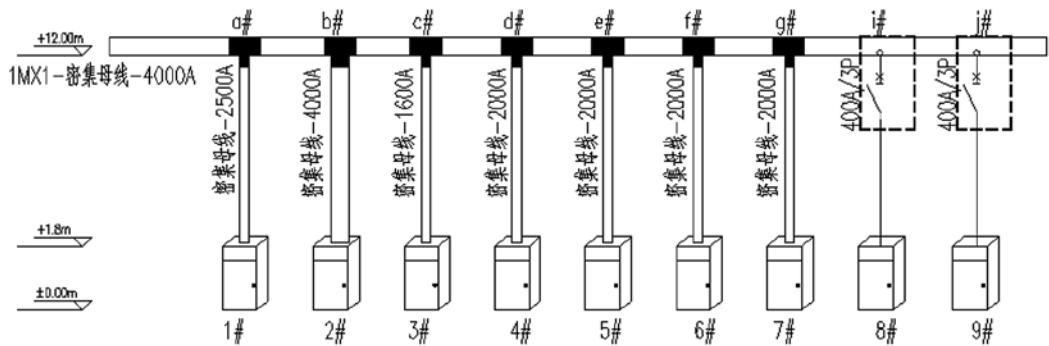 a# b# c# d# e# f# g# i# j#
+12.00m
1MX1-密集母线-4000A
密集母线-2500A
密集母线-4000A
密集母线-1600A
密集母线-2000A
密集母线-2000A
密集母线-2000A
密集母线-2000A
400A/3P
400A/3P
+1.8m
±0.00m
1# 2# 3# 4# 5# 6# 7# 8# 9#